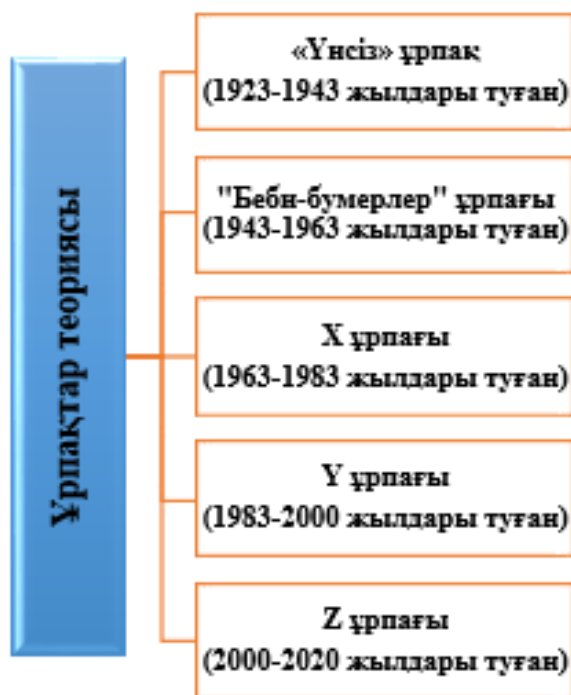 Ұрпақтар теориясы
«Үнсіз» ұрпақ
(1923-1943 жылдары туған)
"Беби-бумерлер" ұрпағы
(1943-1963 жылдары туған)
X ұрпағы
(1963-1983 жылдары туған)
Y ұрпағы
(1983-2000 жылдары туған)
Z ұрпағы
(2000-2020 жылдары туған)